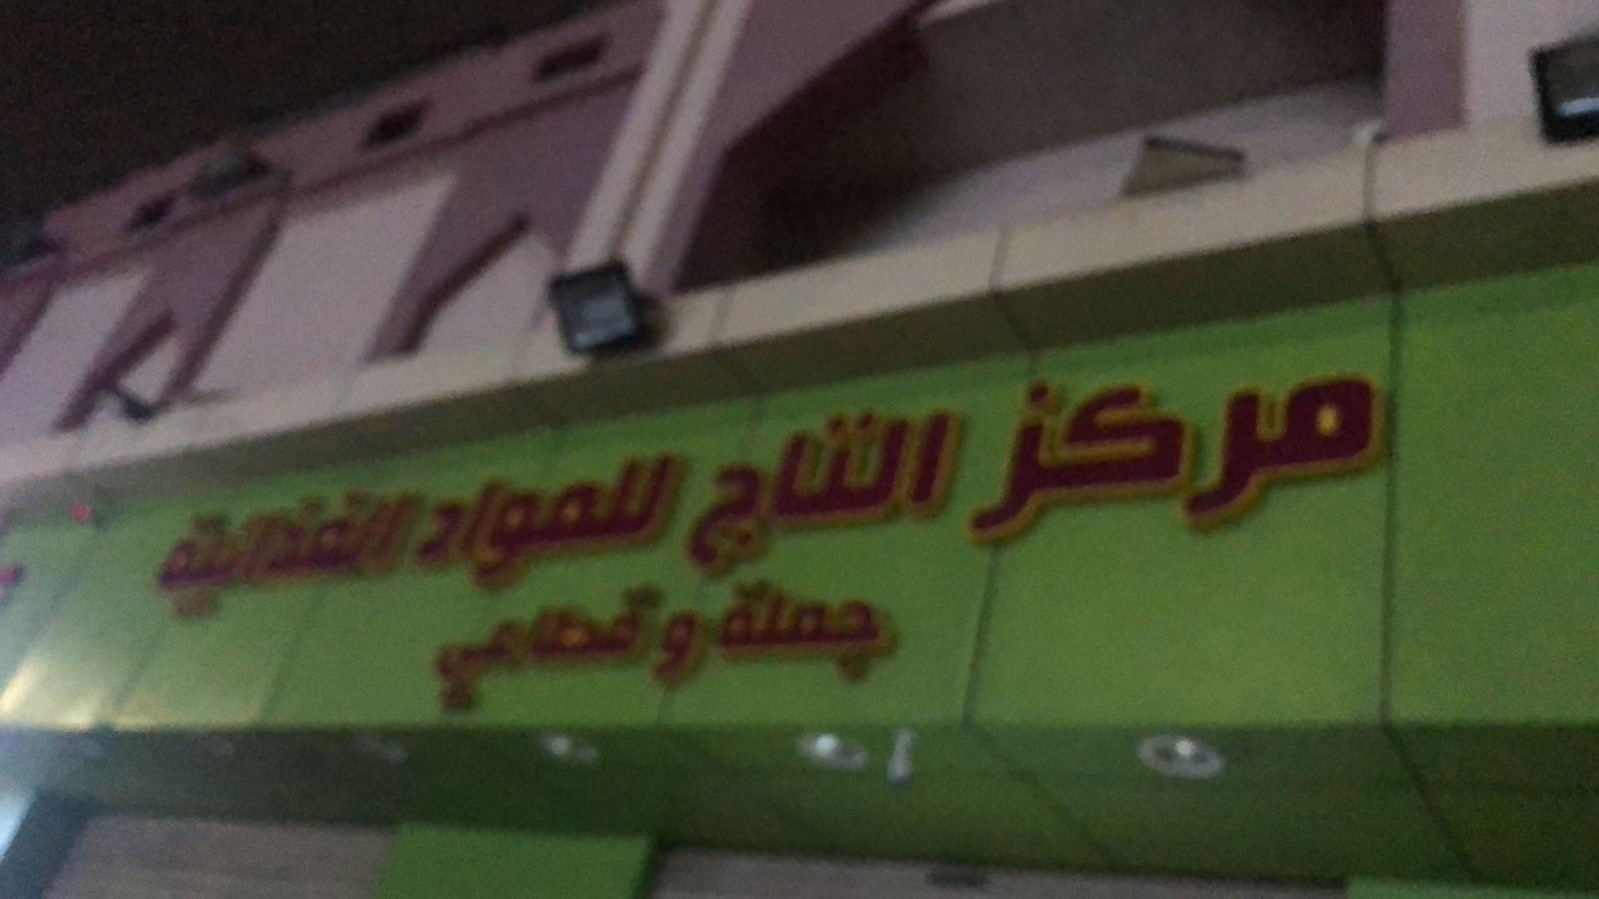 مركز التاج للمواد الغذائية
جملة و قطاعي